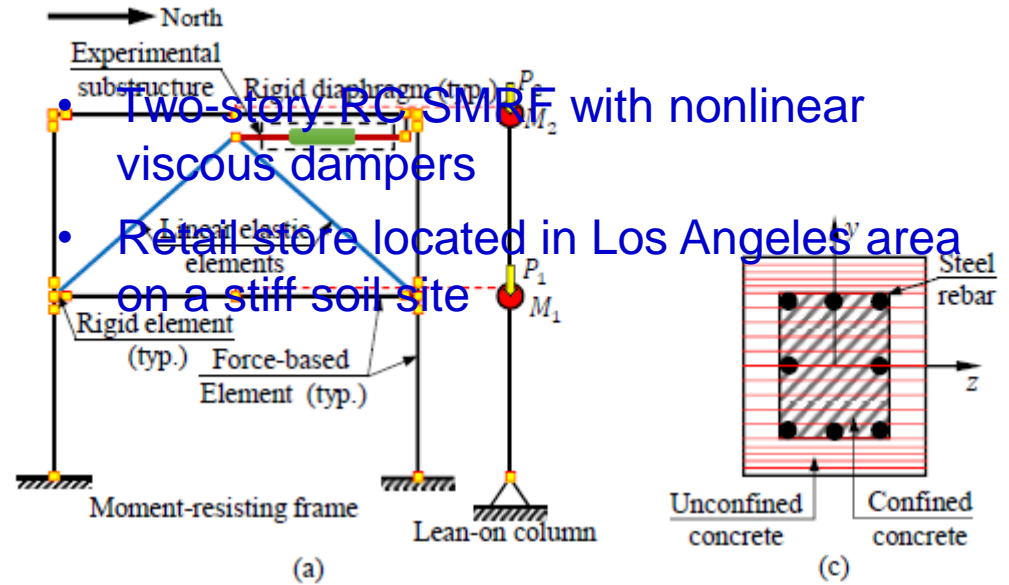 North
Experimental
substructure
Rigid diaphragm (typ.)
P₂
M₂
• Two-story RC SMRF with nonlinear
viscous dampers
• Retail store located in Los Angeles area
on a stiff soil site
Linear elastic
elements
P₁
M₁
Rigid element
(typ.)
Force-based
Element (typ.)
Moment-resisting frame
Lean-on column
(a)
y
Steel
rebar
z
Unconfined
concrete
Confined
concrete
(c)